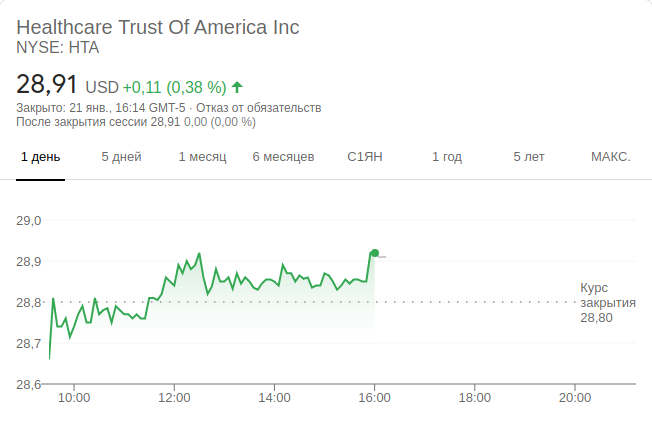 Healthcare Trust Of America Inc
NYSE: HTA
28,91 USD +0,11 (0,38 %)
Закрыто: 21 янв., 16:14 GMT-5 · Отказ от обязательств
После закрытия сессии 28,91 0,00 (0,00 %)
1 день 5 дней 1 месяц 6 месяцев С1ЯН 1 год 5 лет МАКС.
29,0
28,9
28,8
28,7
28,6
Курс
закрытия
28,80
10:00 12:00 14:00 16:00 18:00 20:00